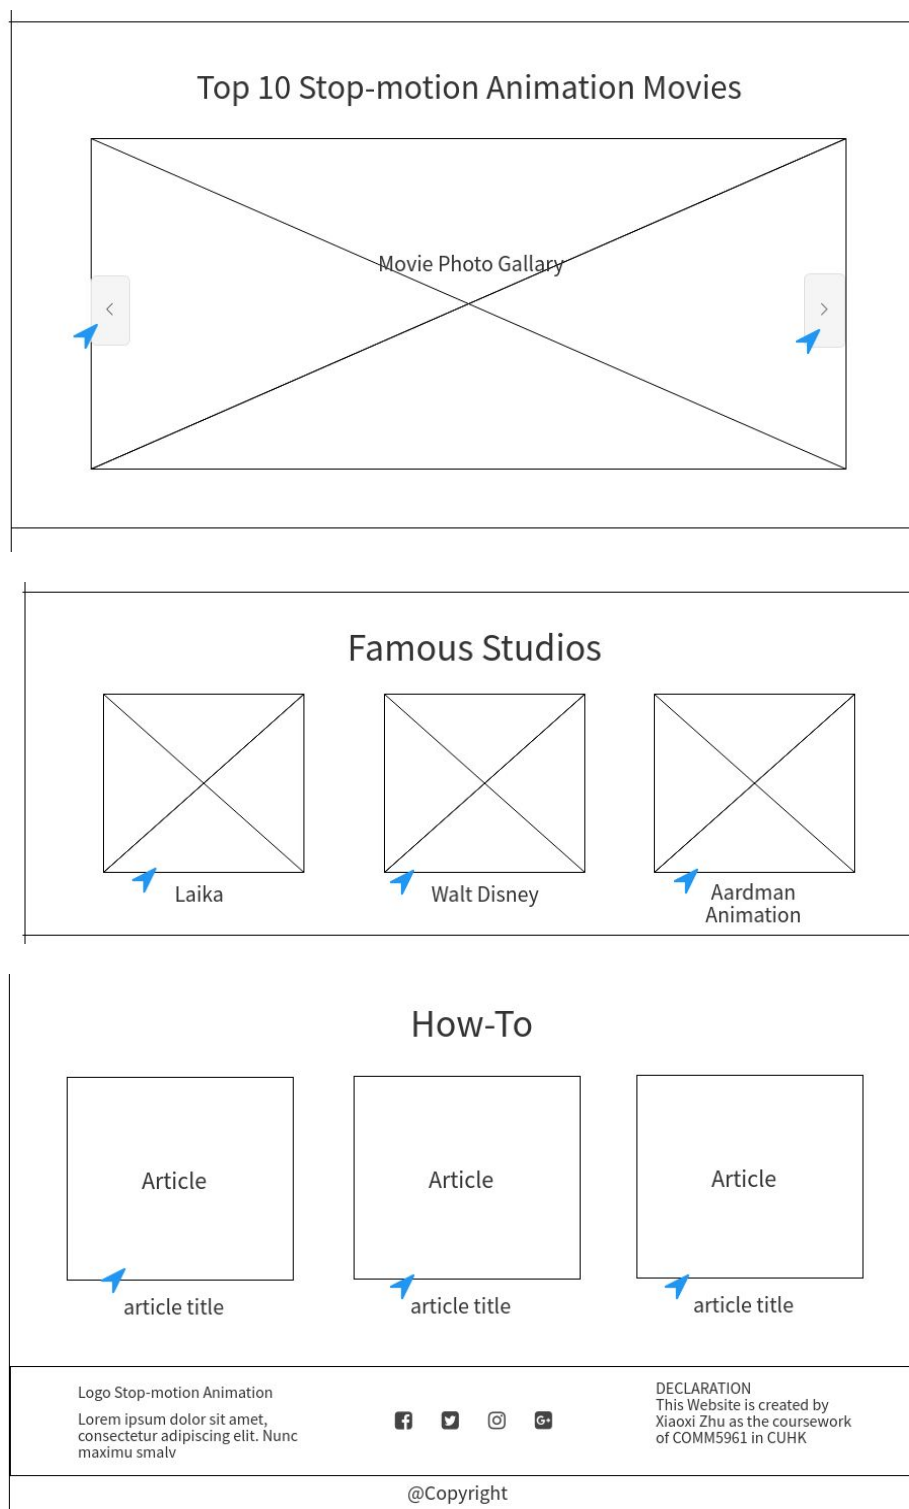 Top 10 Stop-motion Animation Movies
Movie Photo Gallary
Famous Studios
Laika
Walt Disney
Aardman
Animation
How-To
Article
Article
Article
article title
article title
article title
Logo Stop-motion Animation
Lorem ipsum dolor sit amet,
consectetur adipiscing elit. Nunc
maximu smalv
DECLARATION
This Website is created by
Xiaoxi Zhu as the coursework
of COMM5961 in CUHK
@Copyright